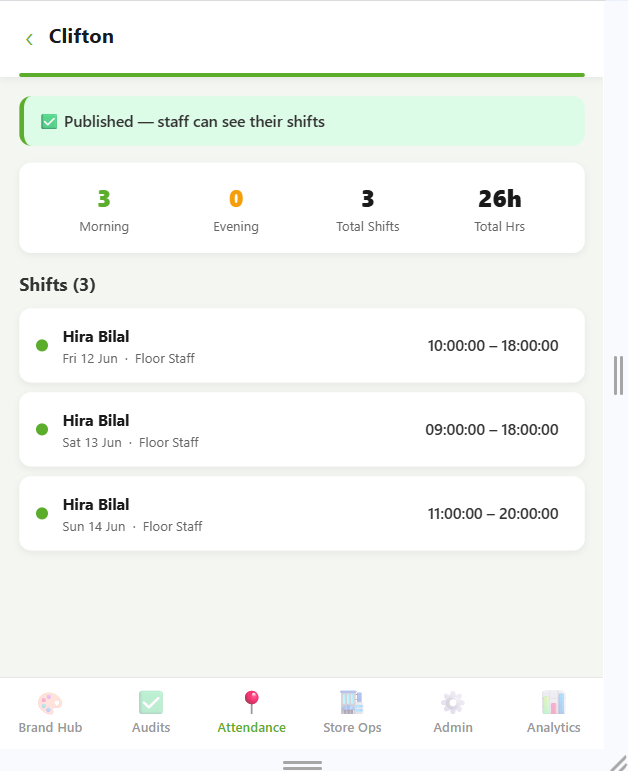 Clifton
Published — staff can see their shifts
3 0 3 26h
Morning Evening Total Shifts Total Hrs
Shifts (3)
Hira Bilal
Fri 12 Jun · Floor Staff
10:00:00 – 18:00:00
Hira Bilal
Sat 13 Jun · Floor Staff
09:00:00 – 18:00:00
Hira Bilal
Sun 14 Jun · Floor Staff
11:00:00 – 20:00:00
Brand Hub Audits Attendance Store Ops Admin Analytics